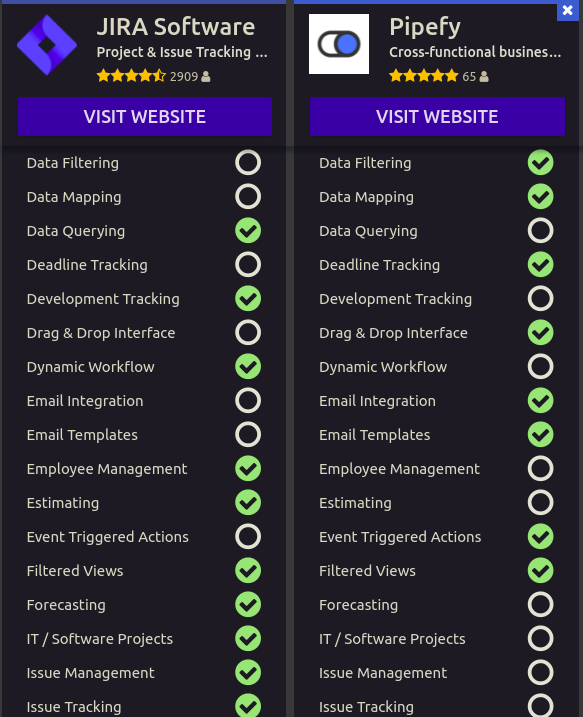 JIRA Software
Project & Issue Tracking ...
2909
VISIT WEBSITE
Data Filtering
Data Mapping
Data Querying
Deadline Tracking
Development Tracking
Drag & Drop Interface
Dynamic Workflow
Email Integration
Email Templates
Employee Management
Estimating
Event Triggered Actions
Filtered Views
Forecasting
IT / Software Projects
Issue Management
Issue Tracking
Pipefy
Cross-functional busines...
65
VISIT WEBSITE
Data Filtering
Data Mapping
Data Querying
Deadline Tracking
Development Tracking
Drag & Drop Interface
Dynamic Workflow
Email Integration
Email Templates
Employee Management
Estimating
Event Triggered Actions
Filtered Views
Forecasting
IT / Software Projects
Issue Management
Issue Tracking